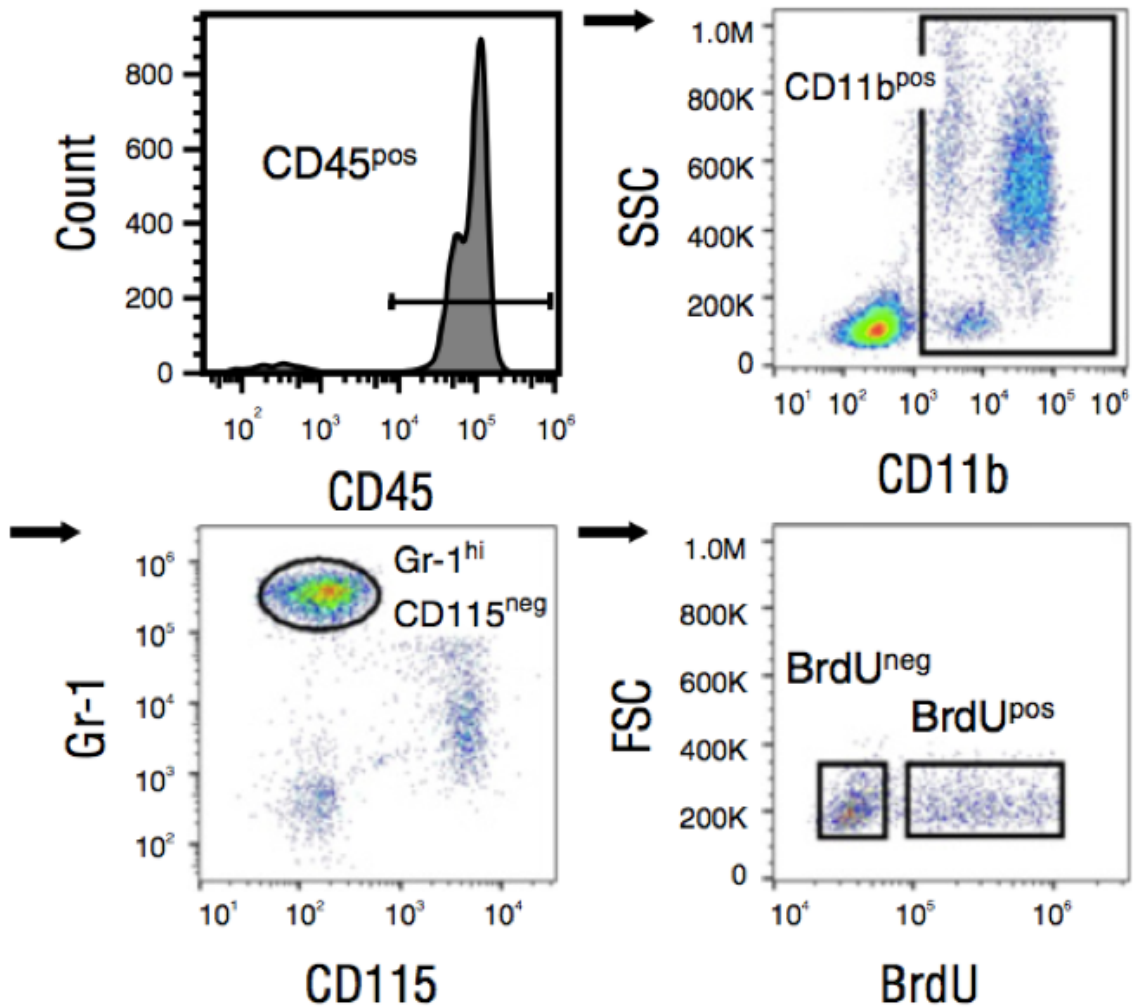 800
600
400
200
0
Count
CD45pos
10² 10³ 10⁴ 10⁵ 10⁶
CD45
1.0M
800K
600K
400K
200K
0
SSC
CD11bpos
10¹ 10² 10³ 10⁴ 10⁵ 10⁶
CD11b
10⁶
10⁵
10⁴
10³
10²
Gr-1
Gr-1hi
CD115neg
10¹ 10² 10³ 10⁴
CD115
1.0M
800K
600K
400K
200K
0
FSC
BrdUneg
BrdUpos
10⁴ 10⁵ 10⁶
BrdU